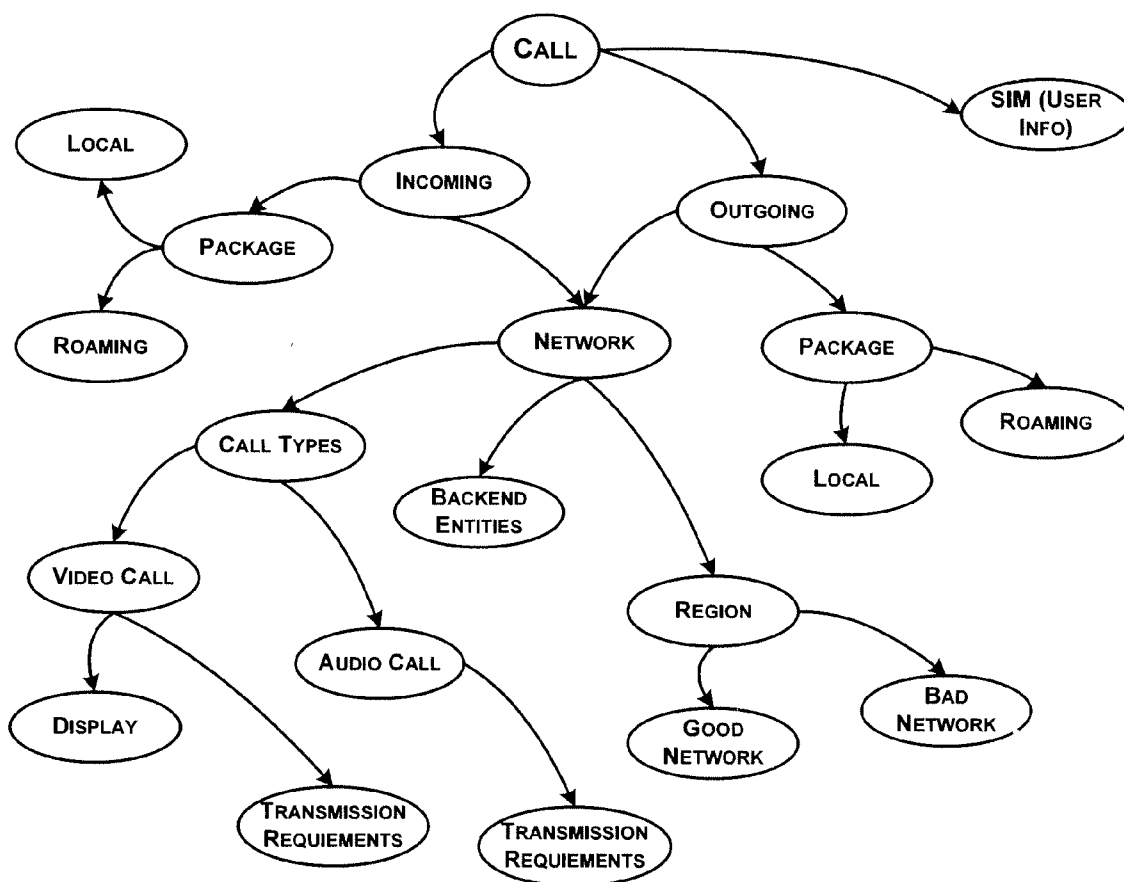 CALL
SIM (USER
INFO)
LOCAL
INCOMING
OUTGOING
PACKAGE
ROAMING
NETWORK
PACKAGE
ROAMING
CALL TYPES
LOCAL
BACKEND
ENTITIES
VIDEO CALL
REGION
AUDIO CALL
DISPLAY
GOOD
NETWORK
BAD
NETWORK
TRANSMISSION
REQUIEMENTS
TRANSMISSION
REQUIEMENTS